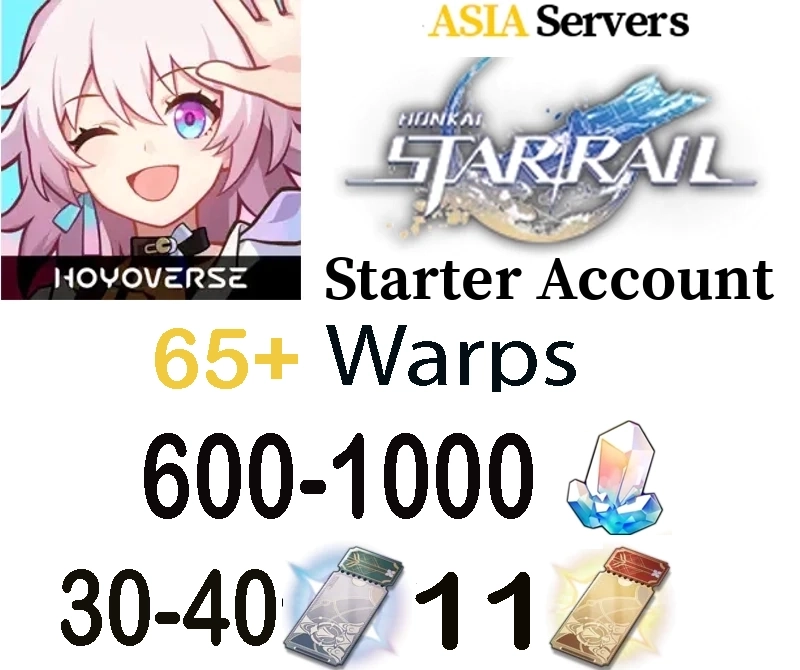 ASIA Servers
HONKAI
STAR RAIL
HOYOVERSE
Starter Account
65+ Warps
600-1000
30-40 11